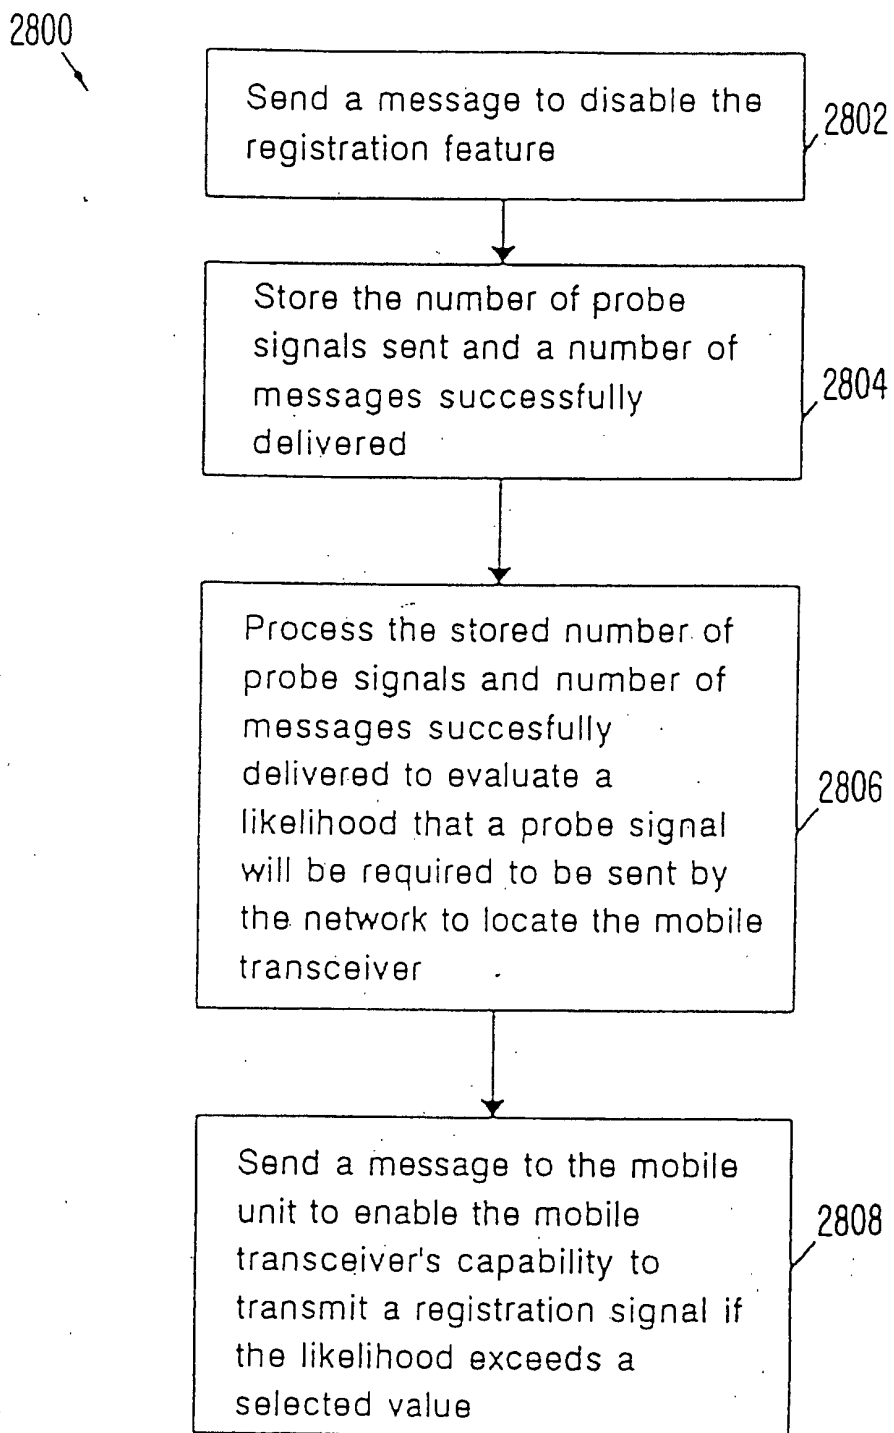 2800
Send a message to disable the
registration feature
2802
Store the number of probe
signals sent and a number of
messages successfully
delivered
2804
Process the stored number of
probe signals and number of
messages succesfully
delivered to evaluate a
likelihood that a probe signal
will be required to be sent by
the network to locate the mobile
transceiver
2806
Send a message to the mobile
unit to enable the mobile
transceiver's capability to
transmit a registration signal if
the likelihood exceeds a
selected value
2808